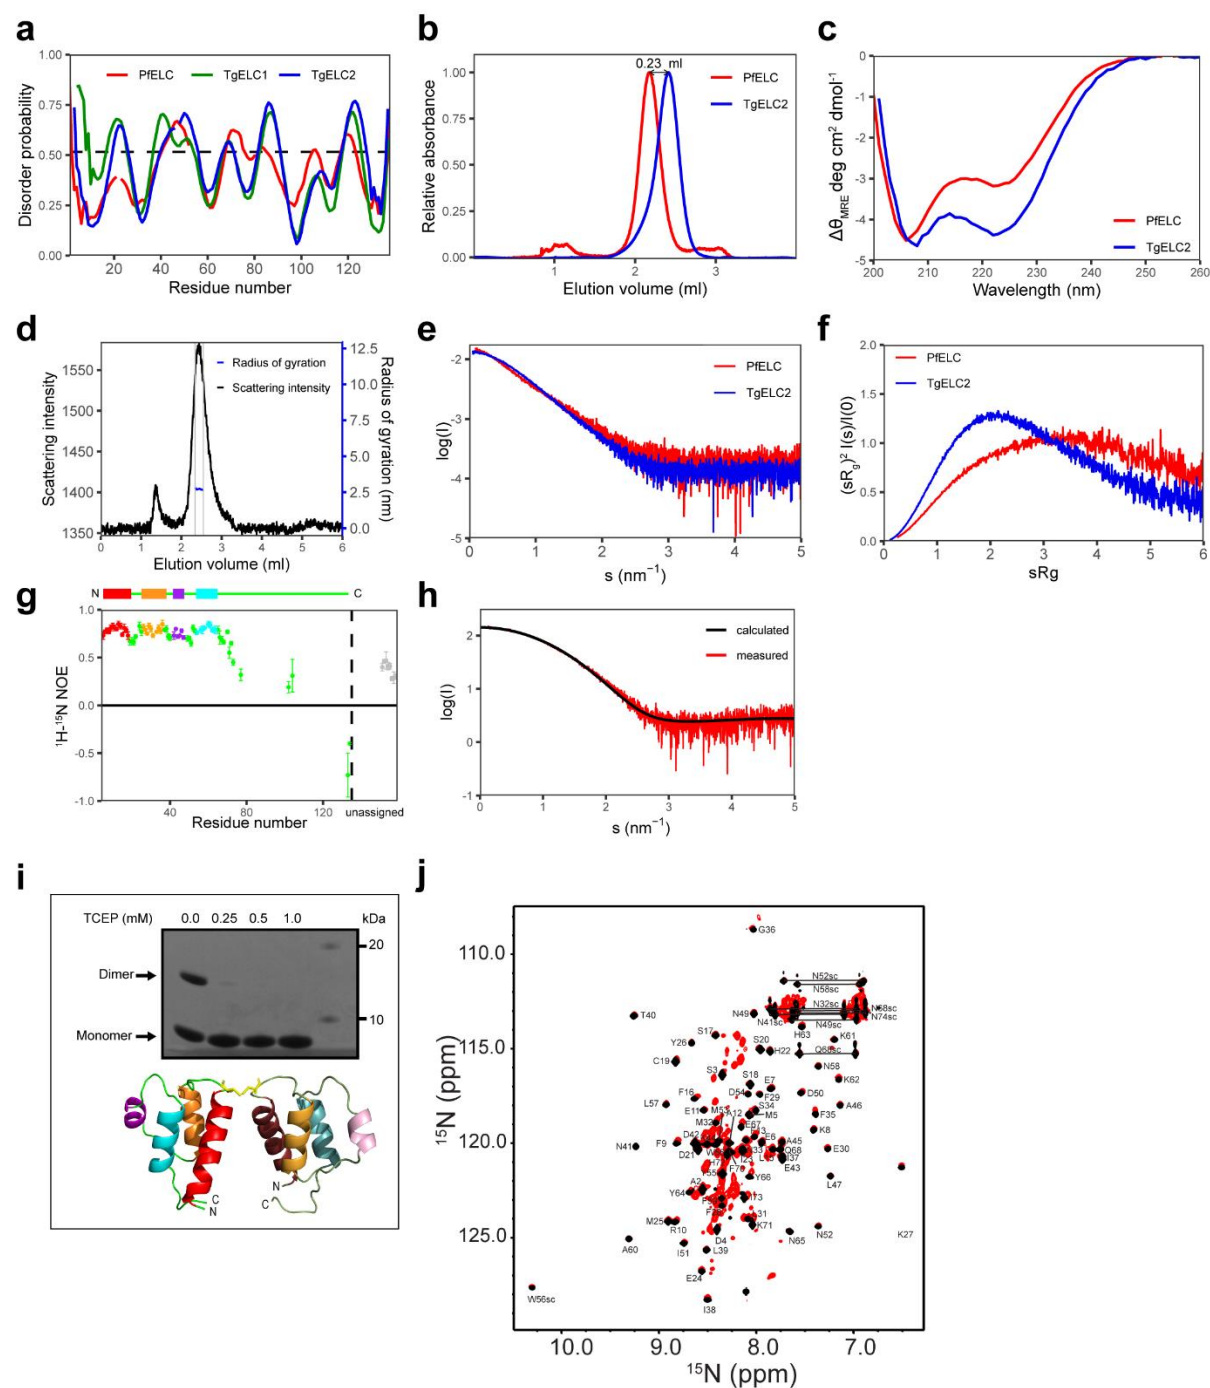 a
1.00
0.75
0.50
0.25
0.00
Disorder probability
PfELC
TgELC1
TgELC2
20
40
60
80
100
120
Residue number
b
0.23 ml
1.00
0.75
0.50
0.25
0.00
Relative absorbance
PfELC
TgELC2
1
2
3
Elution volume (ml)
c
0
-1
-2
-3
-4
-5
ΔθMRE deg cm² dmol⁻¹
PfELC
TgELC2
200
210
220
230
240
250
260
Wavelength (nm)
d
1550
1500
1450
1400
1350
Scattering intensity
Radius of gyration
Scattering intensity
12.5
10.0
7.5
5.0
2.5
0.0
Radius of gyration (nm)
0
1
2
3
4
5
6
Elution volume (ml)
e
-2
-3
-4
-5
log(I)
PfELC
TgELC2
0
1
2
3
4
5
s (nm⁻¹)
f
2.0
1.5
1.0
0.5
0.0
(sRg)² I(s)/I(0)
PfELC
TgELC2
0
1
2
3
4
5
6
sRg
g
N
C
1.0
0.5
0.0
-0.5
-1.0
¹H-¹⁵N NOE
40
80
120
unassigned
Residue number
h
2
1
0
-1
log(I)
calculated
measured
0
1
2
3
4
5
s (nm⁻¹)
i
TCEP (mM) 0.0 0.25 0.5 1.0 kDa
20
Dimer
10
Monomer
N
C
C
N
j
110.0
115.0
120.0
125.0
¹⁵N (ppm)
G36
N52sc
N58sc
N32sc
N68sc
N74sc
N49
N41sc
N49sc
H63
K61
T40
S17
Y26
S20
H22
Q68sc
C19
N58
S3
S18
E7
K62
F16
D54
F29
D50
L57
E11
M53
A12
S34
M5
A46
F35
M32
E67
K8
D42
E6
A45
N41
F9
D21
Q68
I37
E30
E43
F70
Y66
L47
A2
Y64
I73
M25
R10
K71
N65
N52
K27
D4
A60
I51
L39
E24
W56sc
I38
10.0
9.0
8.0
7.0
¹⁵N (ppm)